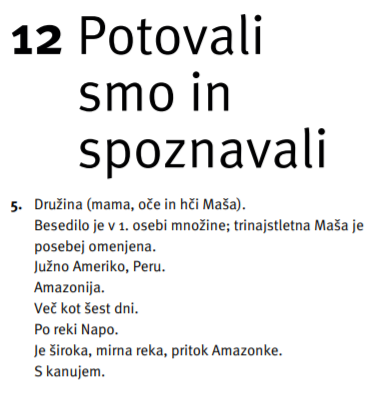 12 Potovali
smo in
spoznavali
5. Družina (mama, oče in hči Maša).
Besedilo je v 1. osebi množine; trinajstletna Maša je
posebej omenjena.
Južno Ameriko, Peru.
Amazonija.
Več kot šest dni.
Po reki Napo.
Je široka, mirna reka, pritok Amazonke.
S kanujem.